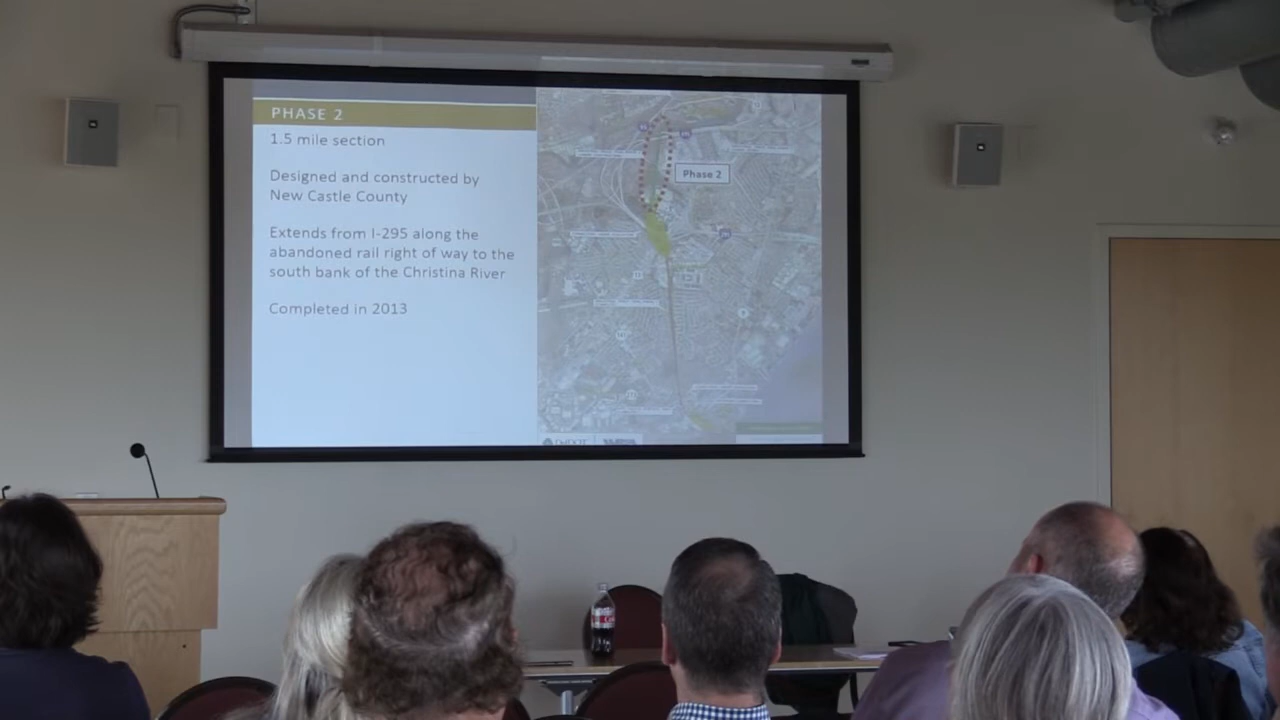 PHASE 2
1.5 mile section
Designed and constructed by
New Castle County
Extends from I-295 along the
abandoned rail right of way to the
south bank of the Christina River
Completed in 2013
Phase 2